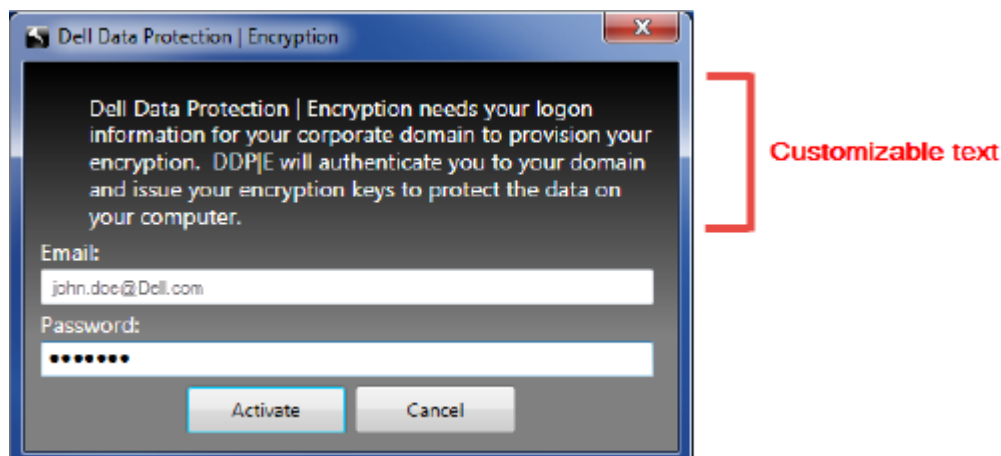 Dell Data Protection | Encryption
Dell Data Protection | Encryption needs your logon
information for your corporate domain to provision your
encryption.  DDP|E will authenticate you to your domain
and issue your encryption keys to protect the data on
your computer.
Customizable text
Email:
john.doe@Dell.com
Password:
•••••••
Activate
Cancel